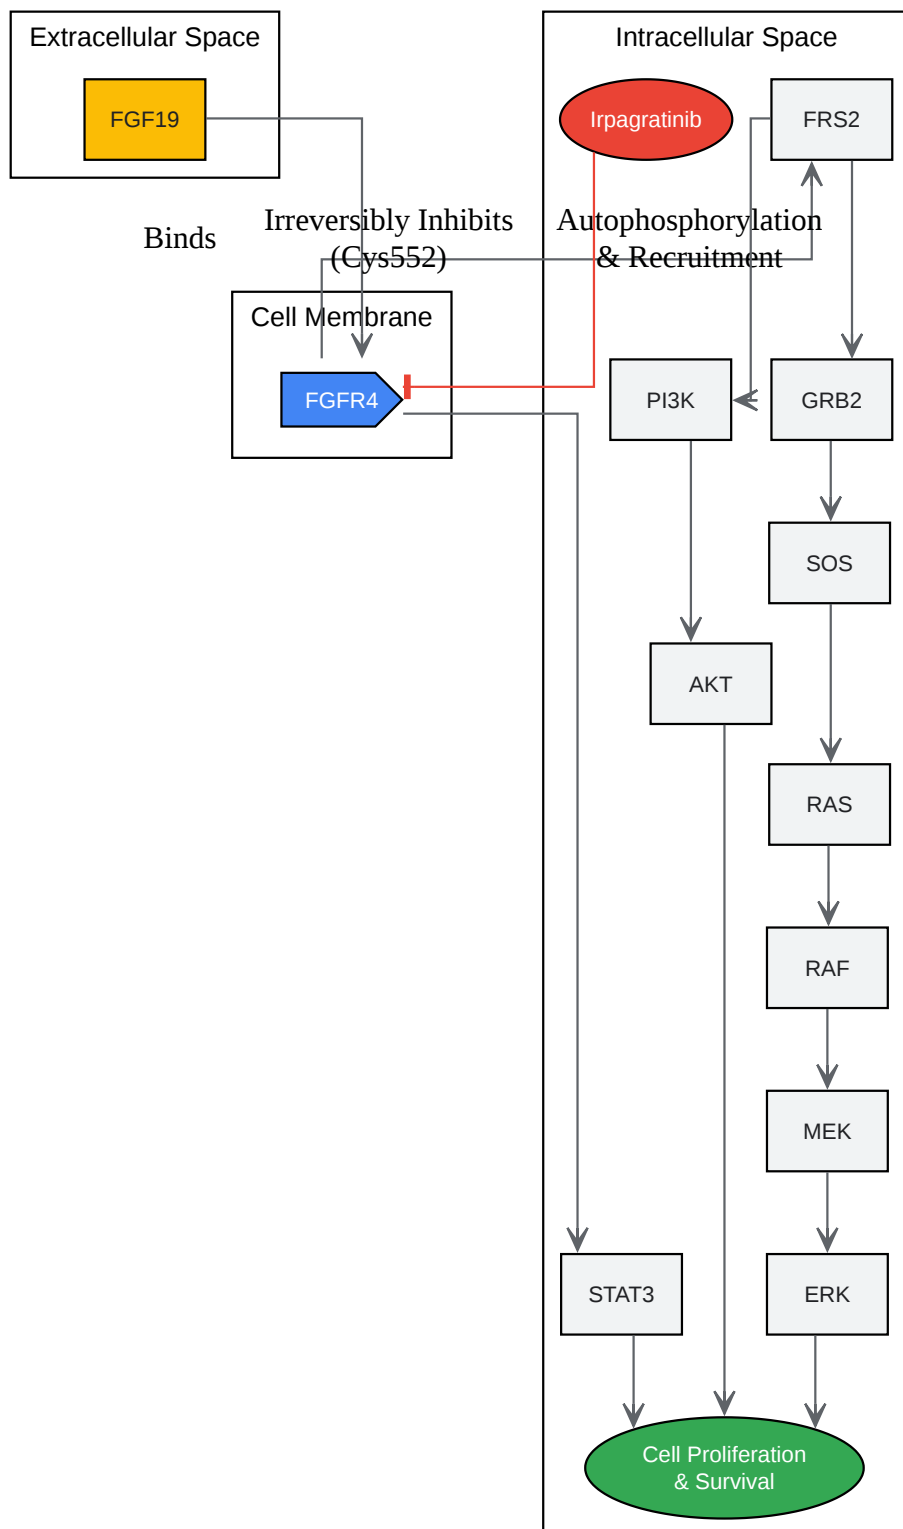 Extracellular Space
Intracellular Space
FGF19
Irpagratinib
FRS2
Binds
Irreversibly Inhibits
(Cys552)
Autophosphorylation
& Recruitment
Cell Membrane
FGFR4
PI3K
GRB2
SOS
AKT
RAS
RAF
MEK
STAT3
ERK
Cell Proliferation
& Survival